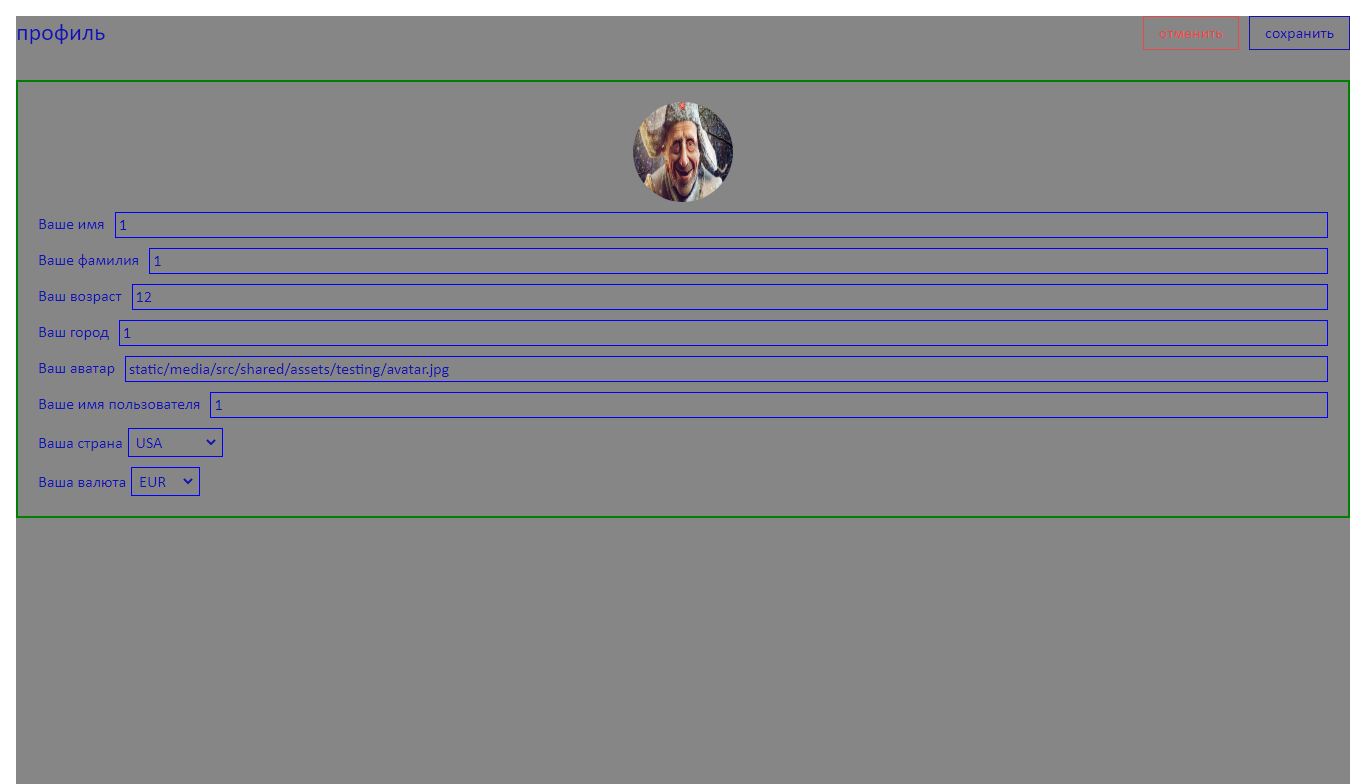 профиль отменить сохранить
Ваше имя 1
Ваше фамилия 1
Ваш возраст 12
Ваш город 1
Ваш аватар static/media/src/shared/assets/testing/avatar.jpg
Ваше имя пользователя 1
Ваша страна USA
Ваша валюта EUR